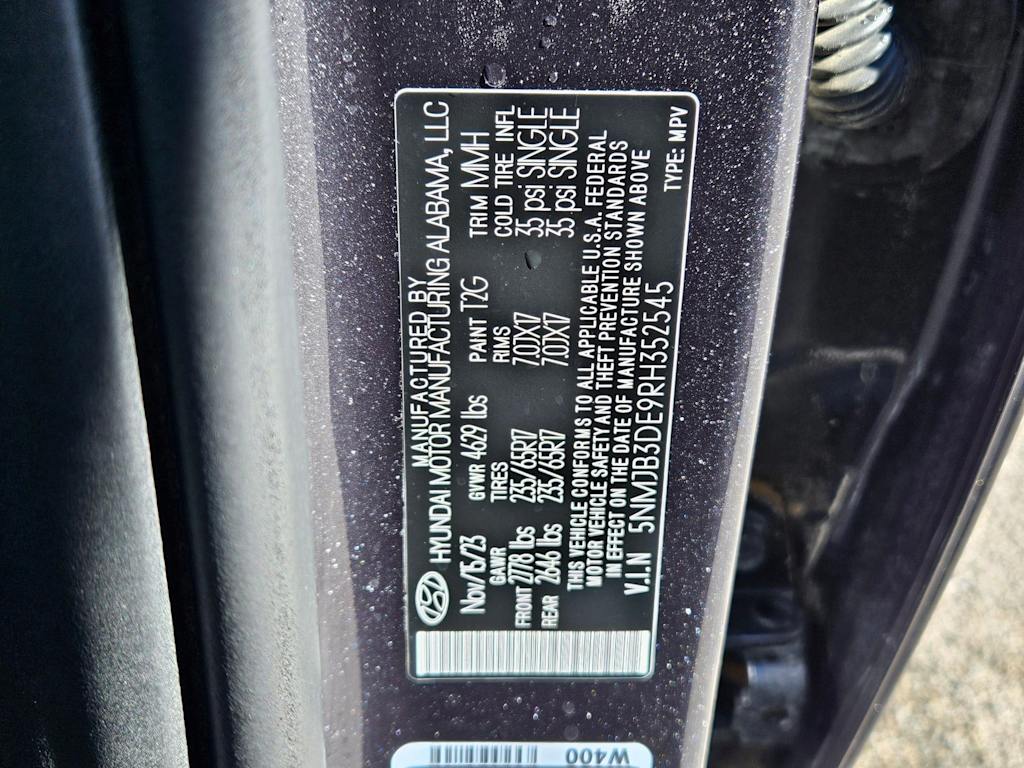 MANUFACTURED BY
HYUNDAI MOTOR MANUFACTURING ALABAMA, LLC
Nov/15/23 GVWR 4629 lbs PAINT T2G TRIM MMH
GAWR TIRES RIMS COLD TIRE INFL
FRONT 2778 lbs 235/65R17 7.0JX17 35 psi SINGLE
REAR 2646 lbs 235/65R17 7.0JX17 35 psi SINGLE
THIS VEHICLE CONFORMS TO ALL APPLICABLE U.S.A. FEDERAL
MOTOR VEHICLE SAFETY AND THEFT PREVENTION STANDARDS
IN EFFECT ON THE DATE OF MANUFACTURE SHOWN ABOVE
V.I.N 5NMJB3DE9RH352545 TYPE: MPV
W400